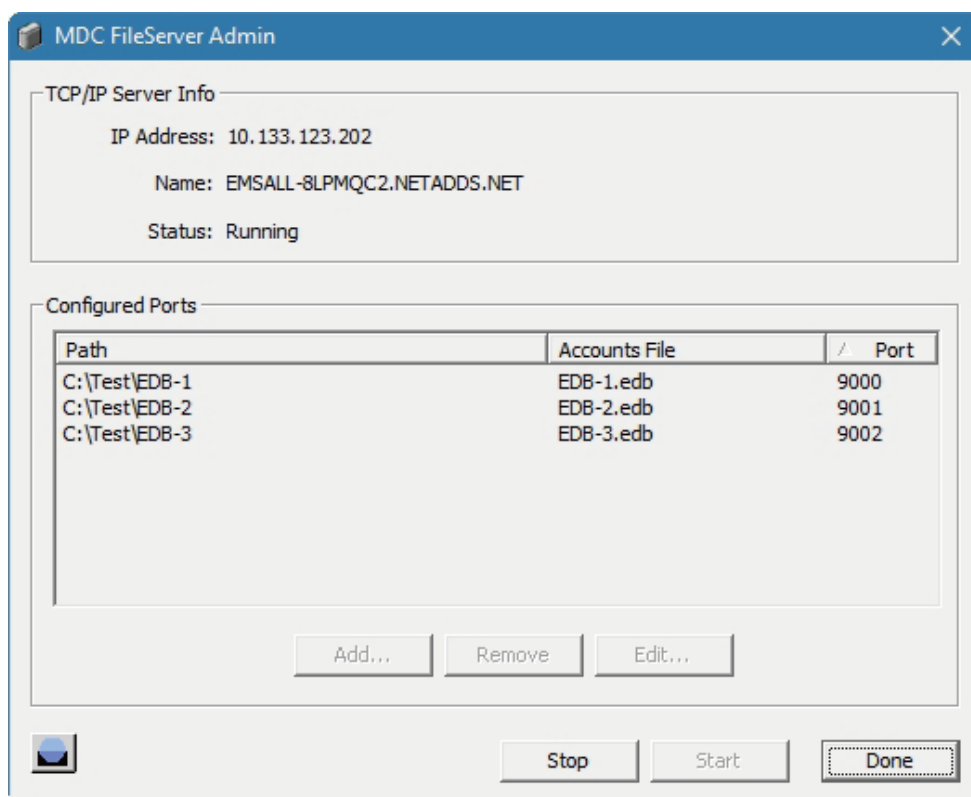 MDC FileServer Admin
TCP/IP Server Info
IP Address: 10.133.123.202
Name: EMSALL-8LPMQC2.NETADDS.NET
Status: Running
Configured Ports
Path Accounts File Port
C:\Test\EDB-1 EDB-1.edb 9000
C:\Test\EDB-2 EDB-2.edb 9001
C:\Test\EDB-3 EDB-3.edb 9002
Add... Remove Edit...
Stop Start Done